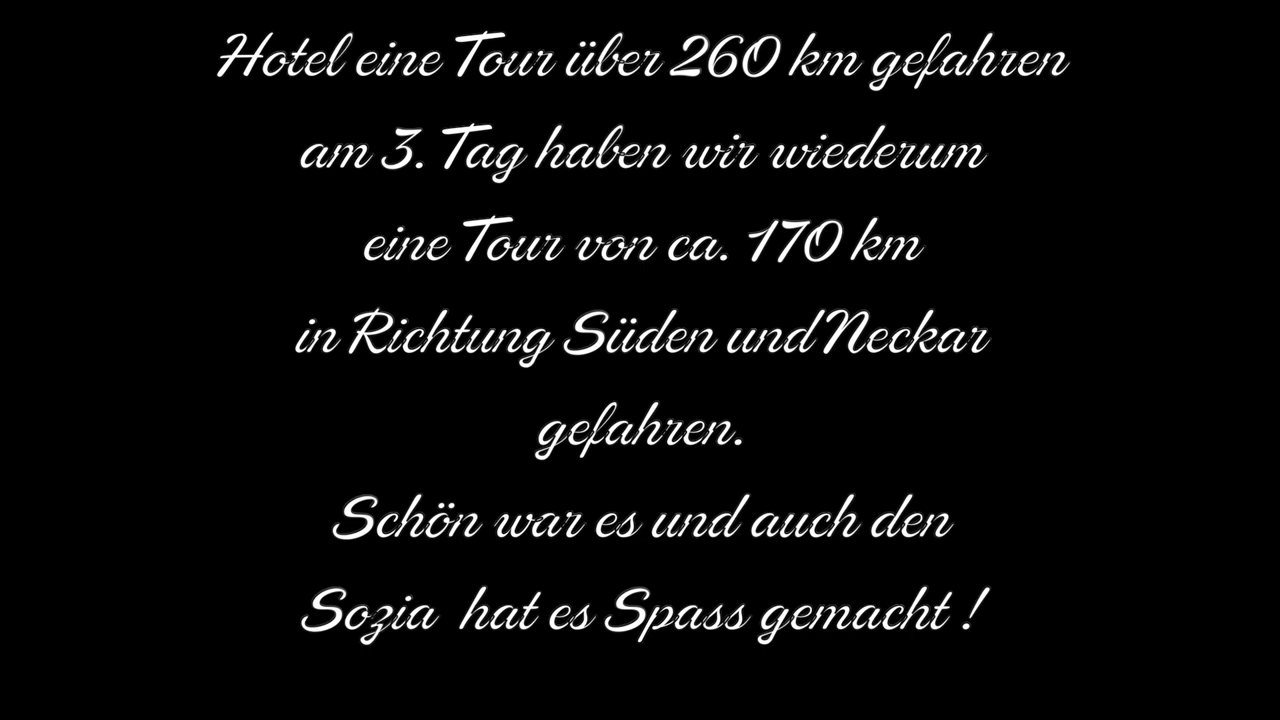 Hotel eine Tour über 260 km gefahren
am 3. Tag haben wir wiederum
eine Tour von ca. 170 km
in Richtung Süden und Neckar
gefahren.
Schön war es und auch den
Sozia hat es Spass gemacht !